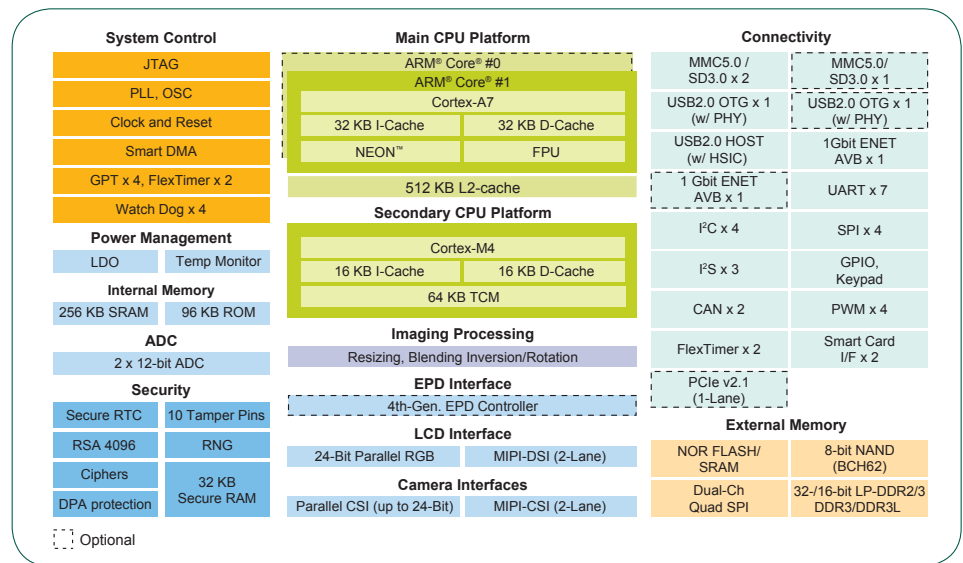 System Control
JTAG
PLL, OSC
Clock and Reset
Smart DMA
GPT x 4, FlexTimer x 2
Watch Dog x 4
Power Management
LDO
Temp Monitor
Internal Memory
256 KB SRAM
96 KB ROM
ADC
2 x 12-bit ADC
Security
Secure RTC
10 Tamper Pins
RSA 4096
RNG
Ciphers
DPA protection
32 KB
Secure RAM
Optional
Main CPU Platform
ARM® Core® #0
ARM® Core® #1
Cortex-A7
32 KB I-Cache
32 KB D-Cache
NEON™
FPU
512 KB L2-cache
Secondary CPU Platform
Cortex-M4
16 KB I-Cache
16 KB D-Cache
64 KB TCM
Imaging Processing
Resizing, Blending Inversion/Rotation
EPD Interface
4th-Gen. EPD Controller
LCD Interface
24-Bit Parallel RGB
MIPI-DSI (2-Lane)
Camera Interfaces
Parallel CSI (up to 24-Bit)
MIPI-CSI (2-Lane)
Connectivity
MMC5.0/
SD3.0 x 2
MMC5.0/
SD3.0 x 1
USB2.0 OTG x 1
(w/ PHY)
USB2.0 OTG x 1
(w/ PHY)
USB2.0 HOST
(w/ HSIC)
1Gbit ENET
AVB x 1
1 Gbit ENET
AVB x 1
UART x 7
I²C x 4
SPI x 4
I²S x 3
GPIO,
Keypad
CAN x 2
PWM x 4
FlexTimer x 2
Smart Card
I/F x 2
PCIe v2.1
(1-Lane)
External Memory
NOR FLASH/
SRAM
8-bit NAND
(BCH62)
Dual-Ch
Quad SPI
32-/16-bit LP-DDR2/3
DDR3/DDR3L